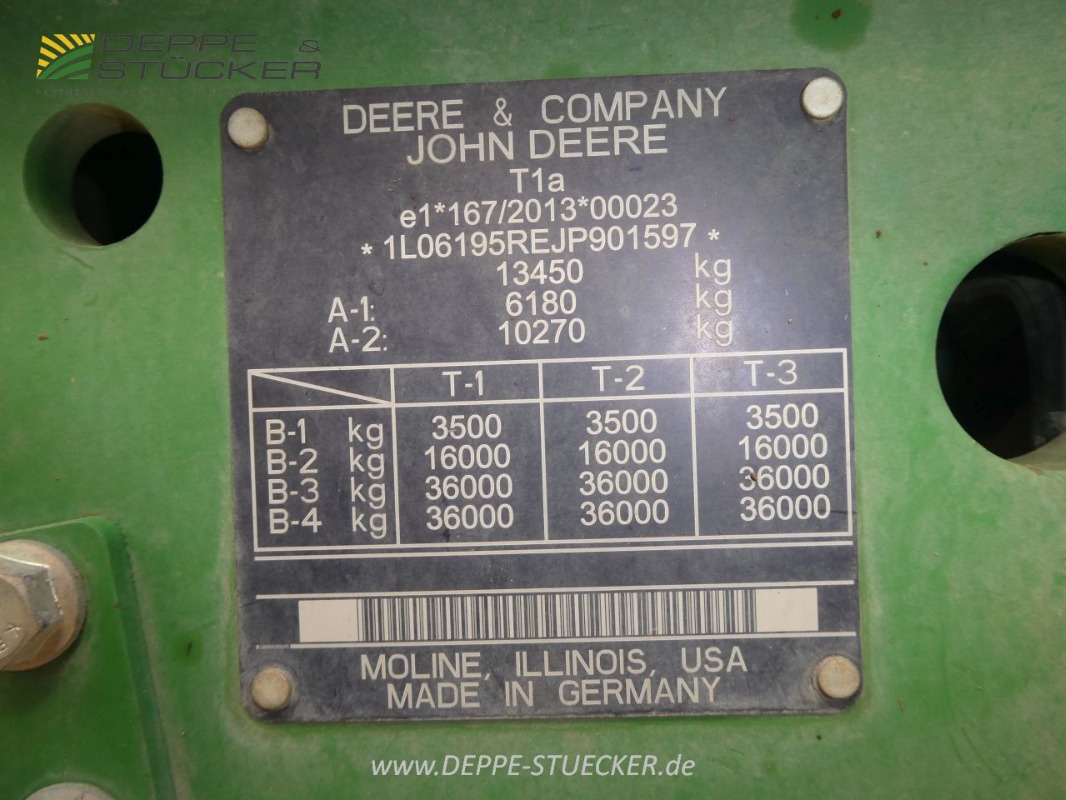 DEPPE &
STÜCKER
DEERE & COMPANY
JOHN DEERE
T1a
e1*167/2013*00023
* 1L06195REJP901597 *
13450 kg
A-1: 6180 kg
A-2: 10270 kg
T-1 T-2 T-3
B-1 kg 3500 3500 3500
B-2 kg 16000 16000 16000
B-3 kg 36000 36000 36000
B-4 kg 36000 36000 36000
MOLINE, ILLINOIS, USA
MADE IN GERMANY
www.DEPPE-STUECKER.de